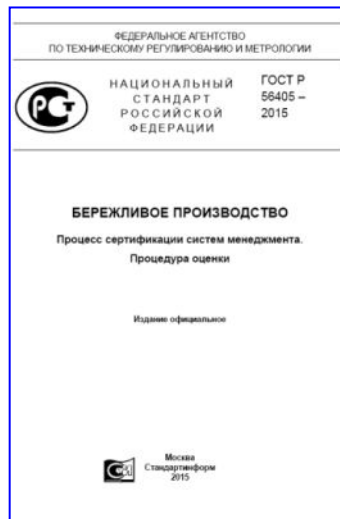 ФЕДЕРАЛЬНОЕ АГЕНТСТВО
ПО ТЕХНИЧЕСКОМУ РЕГУЛИРОВАНИЮ И МЕТРОЛОГИИ
РСТ
НАЦИОНАЛЬНЫЙ
СТАНДАРТ
РОССИЙСКОЙ
ФЕДЕРАЦИИ
ГОСТ Р
56405 –
2015
БЕРЕЖЛИВОЕ ПРОИЗВОДСТВО
Процесс сертификации систем менеджмента.
Процедура оценки
Издание официальное
Москва
Стандартинформ
2015